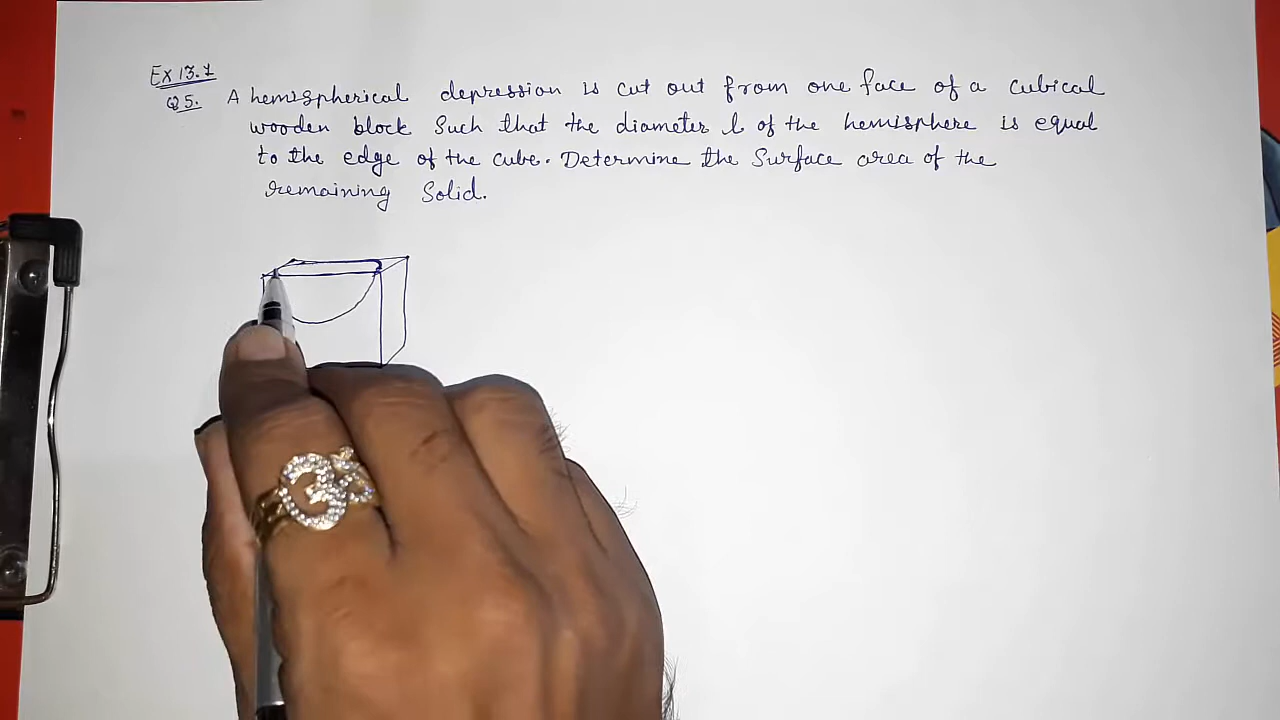 Ex 13.1
Q5. A hemispherical depression is cut out from one face of a cubical
wooden block Such that the diameter l of the hemisphere is equal
to the edge of the cube. Determine the Surface area of the
remaining Solid.